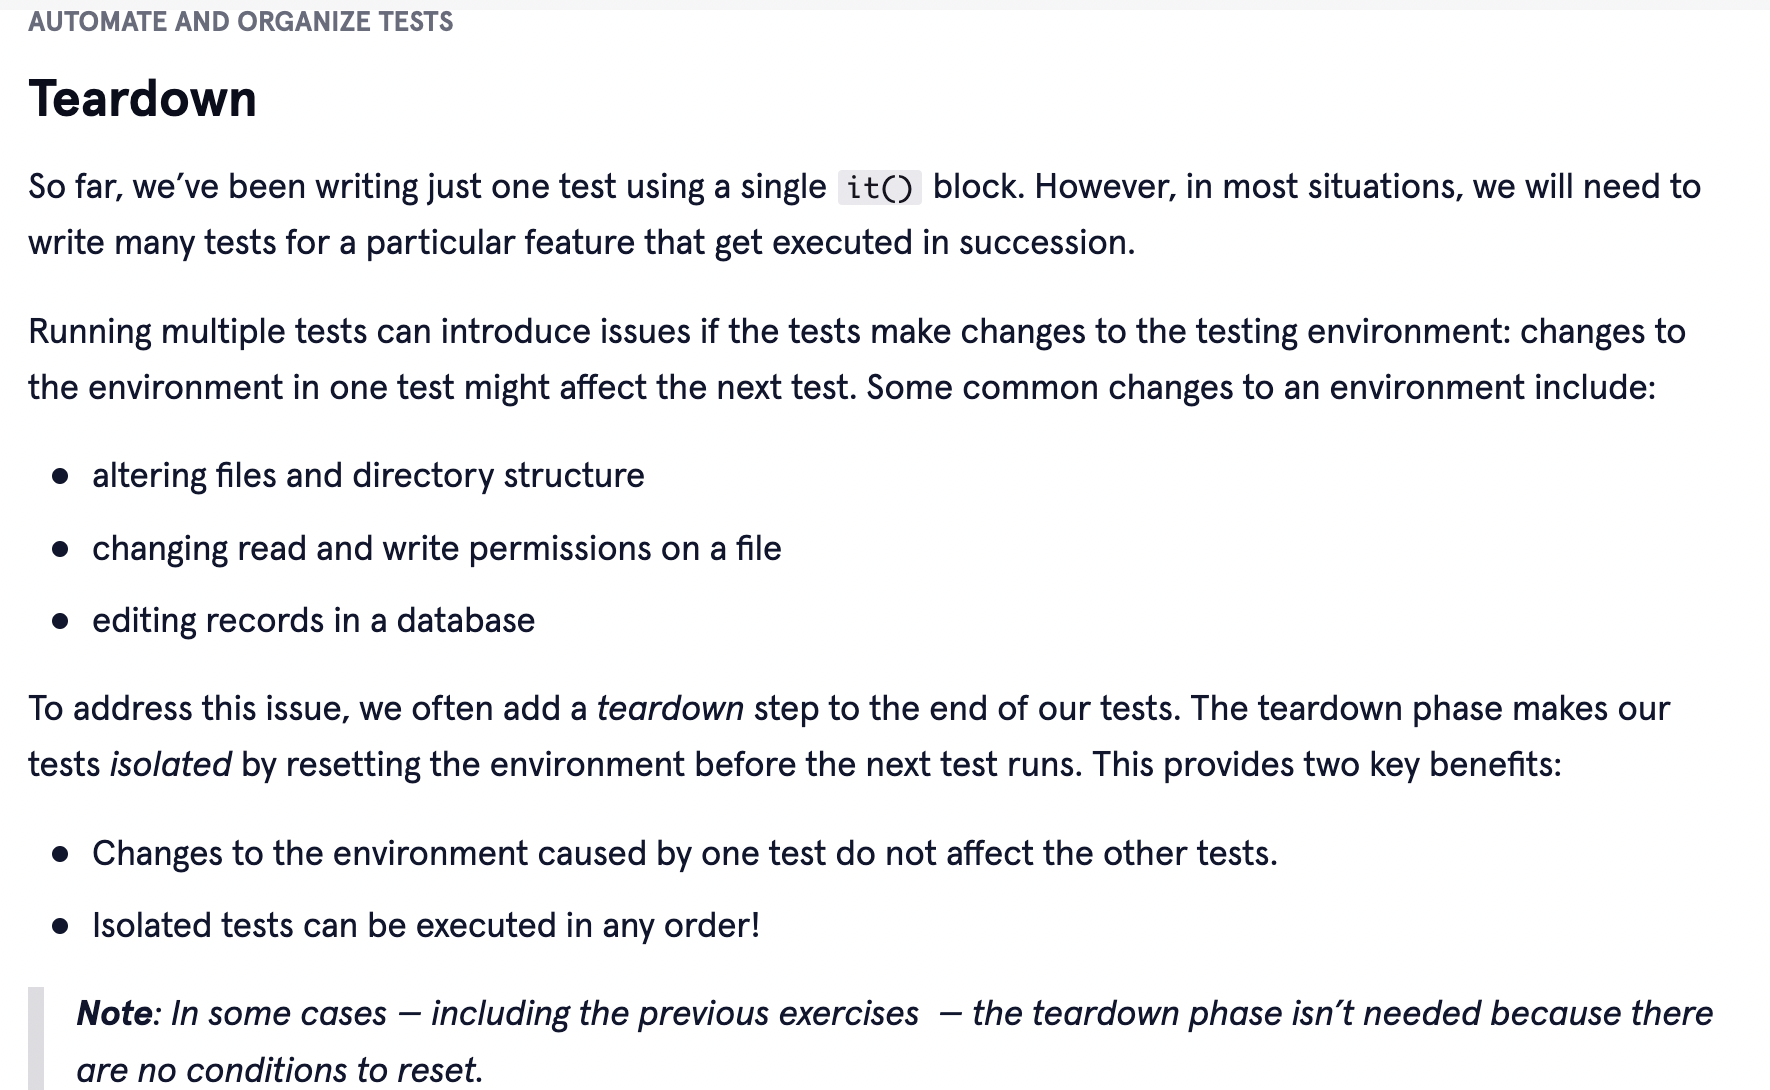 AUTOMATE AND ORGANIZE TESTS
Teardown
So far, we’ve been writing just one test using a single it() block. However, in most situations, we will need to
write many tests for a particular feature that get executed in succession.
Running multiple tests can introduce issues if the tests make changes to the testing environment: changes to
the environment in one test might affect the next test. Some common changes to an environment include:
● altering files and directory structure
● changing read and write permissions on a file
● editing records in a database
To address this issue, we often add a teardown step to the end of our tests. The teardown phase makes our
tests isolated by resetting the environment before the next test runs. This provides two key benefits:
● Changes to the environment caused by one test do not affect the other tests.
● Isolated tests can be executed in any order!
Note: In some cases — including the previous exercises — the teardown phase isn’t needed because there
are no conditions to reset.